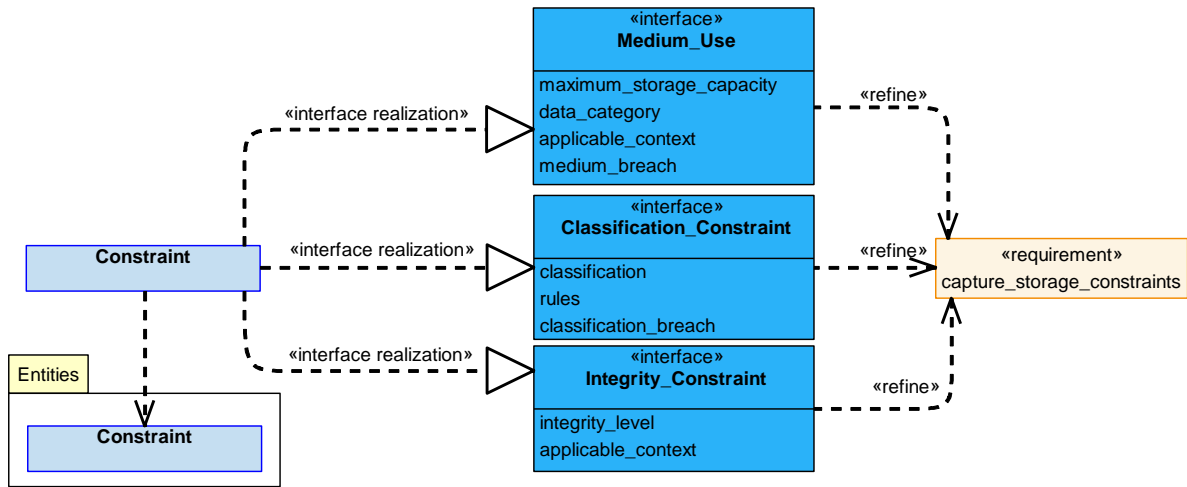 «interface»
Medium_Use
maximum_storage_capacity
data_category
applicable_context
medium_breach
«interface realization»
«refine»
«interface»
Classification_Constraint
classification
rules
classification_breach
«interface realization»
«refine»
Constraint
«requirement»
capture_storage_constraints
«interface»
Integrity_Constraint
integrity_level
applicable_context
«interface realization»
«refine»
Entities
Constraint